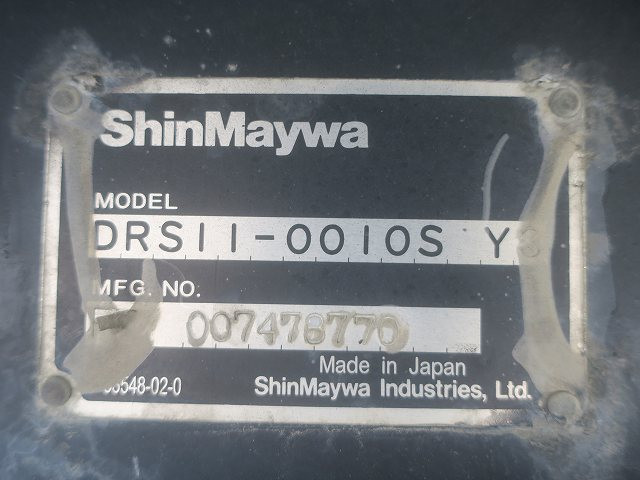 ShinMaywa
MODEL
DRS11-0010S
MFG. NO.
007478770
Made in Japan
ShinMaywa Industries, Ltd.